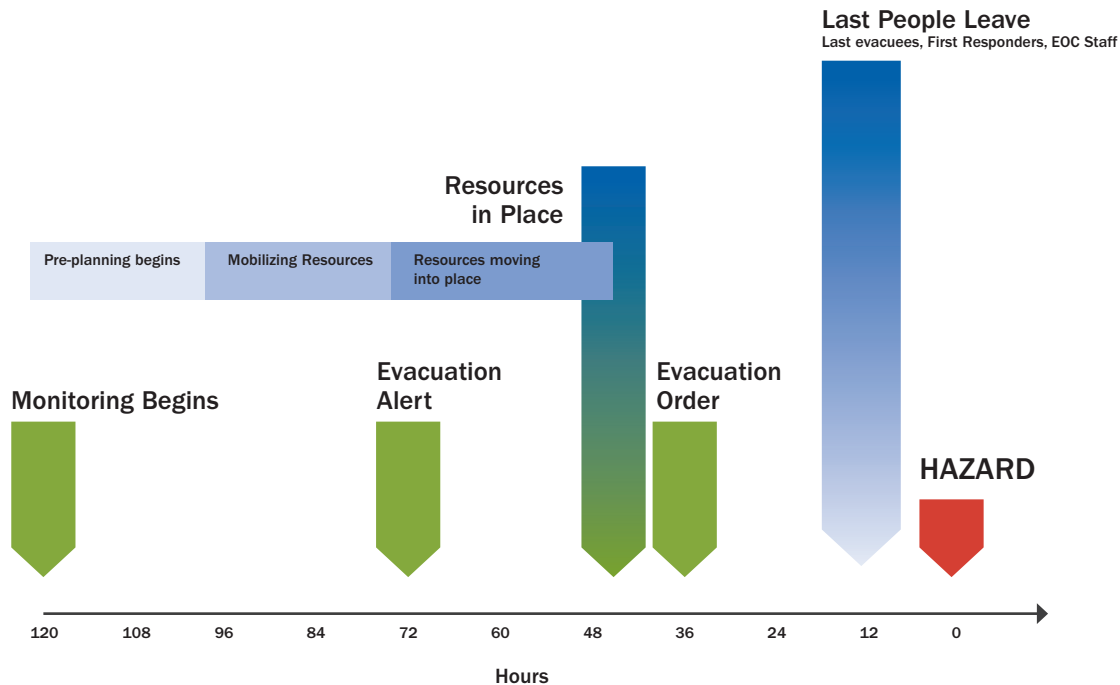 Last People Leave
Last evacuees, First Responders, EOC Staff
Resources
in Place
Pre-planning begins
Mobilizing Resources
Resources moving
into place
Monitoring Begins
Evacuation
Alert
Evacuation
Order
HAZARD
120 108 96 84 72 60 48 36 24 12 0
Hours